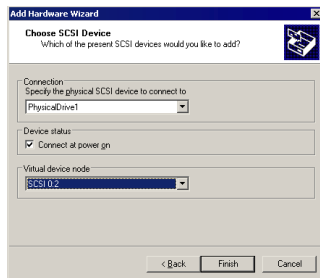 Add Hardware Wizard
Choose SCSI Device
Which of the present SCSI devices would you like to add?
Connection
Specify the physical SCSI device to connect to
PhysicalDrive1
Device status
Connect at power on
Virtual device node
SCSI 0:2
< Back
Finish
Cancel